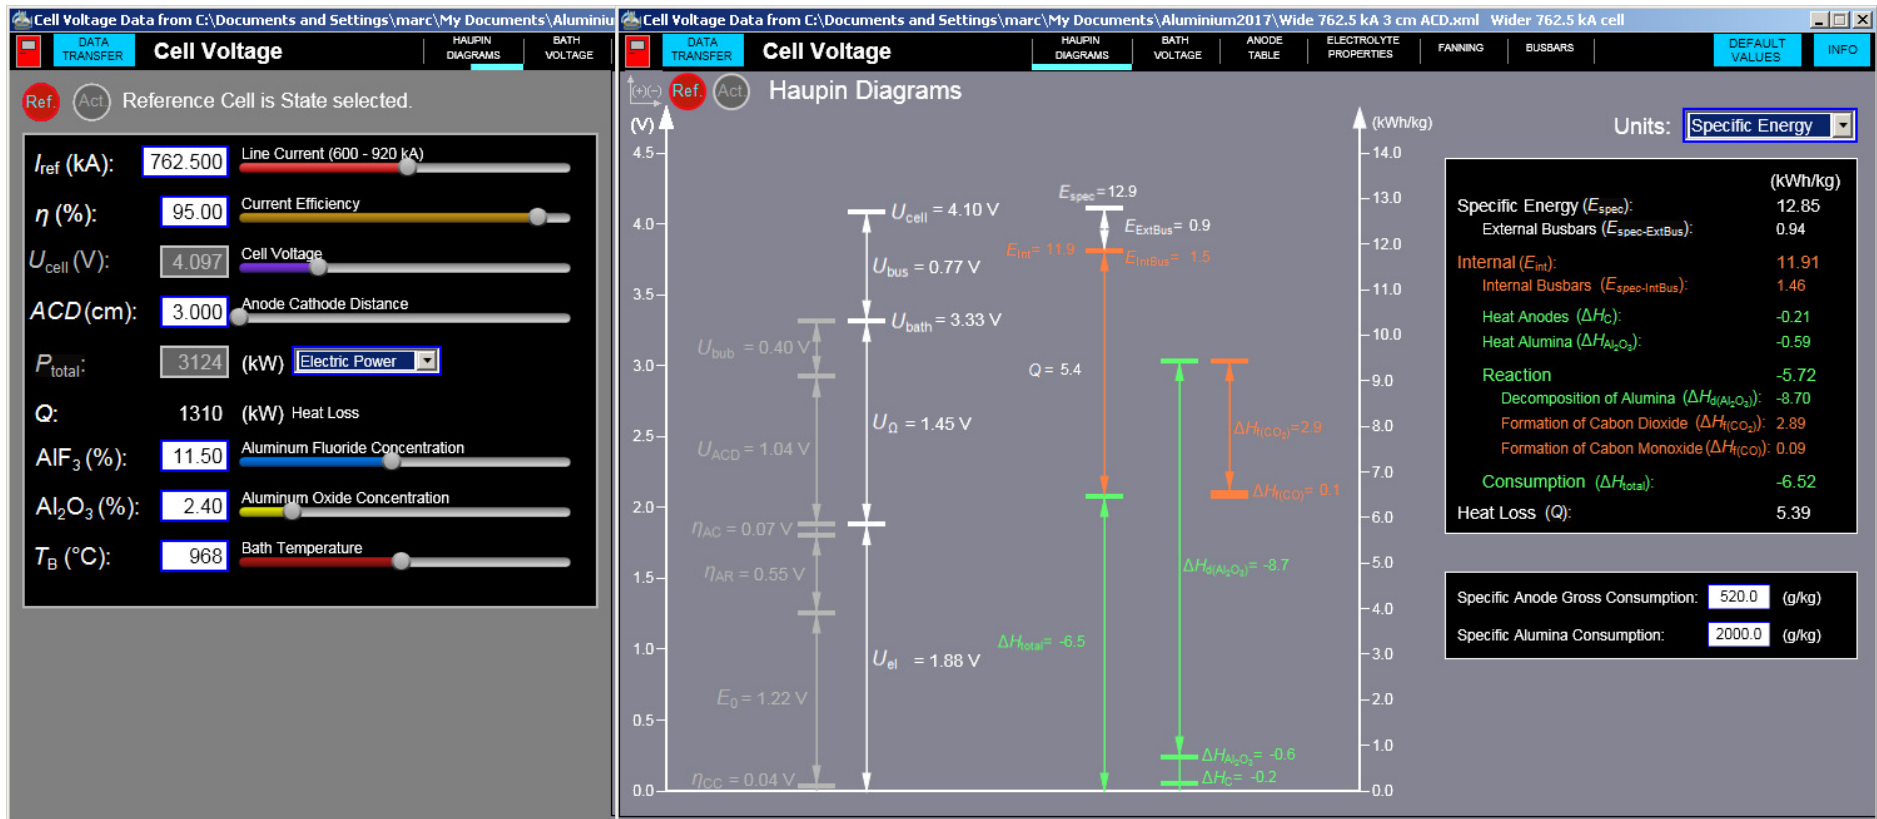 Cell Voltage Data from C:\Documents and Settings\marc\My Documents\Aluminiu
DATA TRANSFER
Cell Voltage
HAUPIN DIAGRAMS
BATH VOLTAGE
Ref.
Act.
Reference Cell is State selected.
Iref (kA): 762.500 Line Current (600 - 920 kA)
η (%): 95.00 Current Efficiency
Ucell (V): 4.097 Cell Voltage
ACD (cm): 3.000 Anode Cathode Distance
Ptotal: 3124 (kW) Electric Power
Q: 1310 (kW) Heat Loss
AlF3 (%): 11.50 Aluminum Fluoride Concentration
Al2O3 (%): 2.40 Aluminum Oxide Concentration
TB (°C): 968 Bath Temperature
Cell Voltage Data from C:\Documents and Settings\marc\My Documents\Aluminium2017\Wide 762.5 kA 3 cm ACD.xml Wider 762.5 kA cell
DATA TRANSFER
Cell Voltage
HAUPIN DIAGRAMS
BATH VOLTAGE
ANODE TABLE
ELECTROLYTE PROPERTIES
FANNING
BUSBARS
DEFAULT VALUES
INFO
(+)(-)
Ref.
Act.
Haupin Diagrams
(V)
4.5
4.0
3.5
3.0
2.5
2.0
1.5
1.0
0.5
0.0
Ubub = 0.40 V
UACD = 1.04 V
ηAC = 0.07 V
ηAR = 0.55 V
E0 = 1.22 V
ηCC = 0.04 V
Ucell = 4.10 V
Ubus = 0.77 V
Ubath = 3.33 V
UΩ = 1.45 V
Uel = 1.88 V
Espec = 12.9
EExtBus = 0.9
EInt = 11.9
EIntBus = 1.5
Q = 5.4
ΔHtotal = -6.5
ΔHf(CO2) = 2.9
ΔHf(CO) = 0.1
ΔHd(Al2O3) = -8.7
ΔHAl2O3 = -0.6
ΔHC = -0.2
(kWh/kg)
14.0
13.0
12.0
11.0
10.0
9.0
8.0
7.0
6.0
5.0
4.0
3.0
2.0
1.0
0.0
Units: Specific Energy
(kWh/kg)
Specific Energy (Espec): 12.85
External Busbars (Espec-ExtBus): 0.94
Internal (Eint): 11.91
Internal Busbars (Espec-IntBus): 1.46
Heat Anodes (ΔHC): -0.21
Heat Alumina (ΔHAl2O3): -0.59
Reaction -5.72
Decomposition of Alumina (ΔHd(Al2O3)): -8.70
Formation of Cabon Dioxide (ΔHf(CO2)): 2.89
Formation of Cabon Monoxide (ΔHf(CO)): 0.09
Consumption (ΔHtotal): -6.52
Heat Loss (Q): 5.39
Specific Anode Gross Consumption: 520.0 (g/kg)
Specific Alumina Consumption: 2000.0 (g/kg)